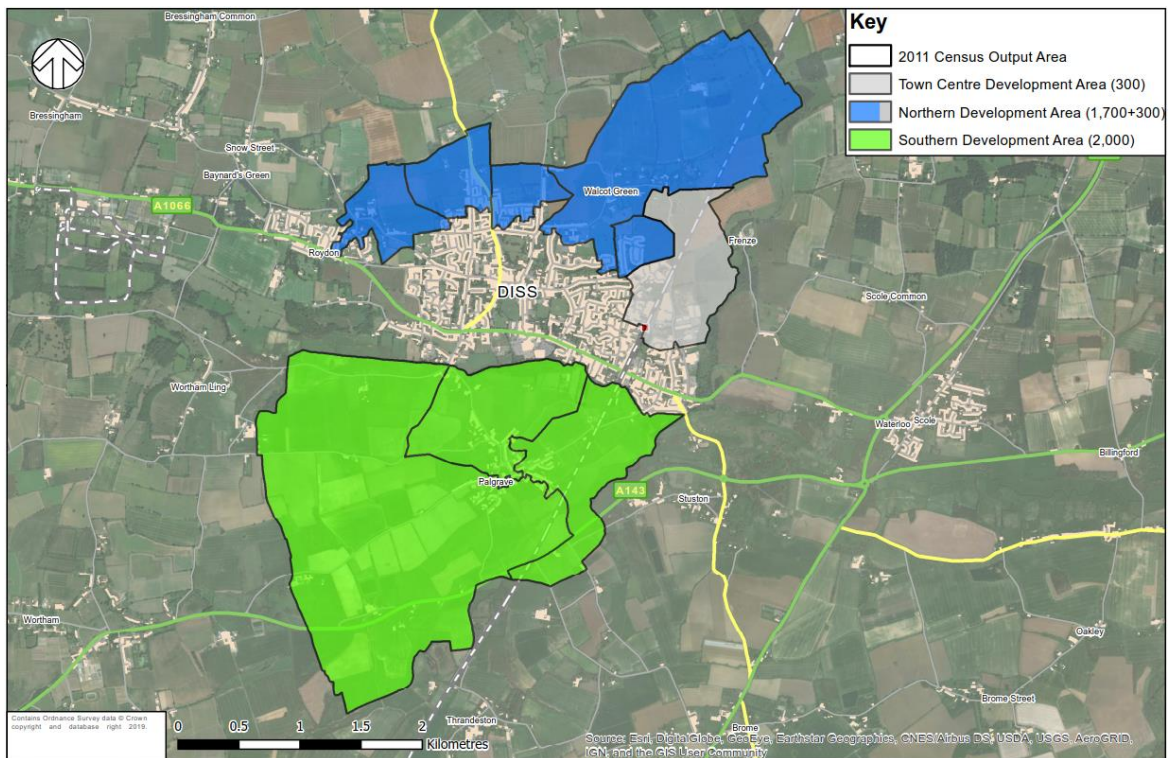 Bressingham Common
Key
2011 Census Output Area
Town Centre Development Area (300)
Northern Development Area (1,700+300)
Southern Development Area (2,000)
Bressingham
Snow Street
Baynard's Green
Walcot Green
A1066
Roydon
Frenze
DISS
Scole Common
Wortham Ling
Waterloo
Scole
Billingford
Palgrave
A143
Stuston
Wortham
Oakley
Brome Street
Thrandeston
Brome
Contains Ordnance Survey data © Crown
copyright and database right 2019.
0 0.5 1 1.5 2
Kilometres
Source: Esri, DigitalGlobe, GeoEye, Earthstar Geographics, CNES/Airbus DS, USDA, USGS, AeroGRID,
IGN, and the GIS User Community